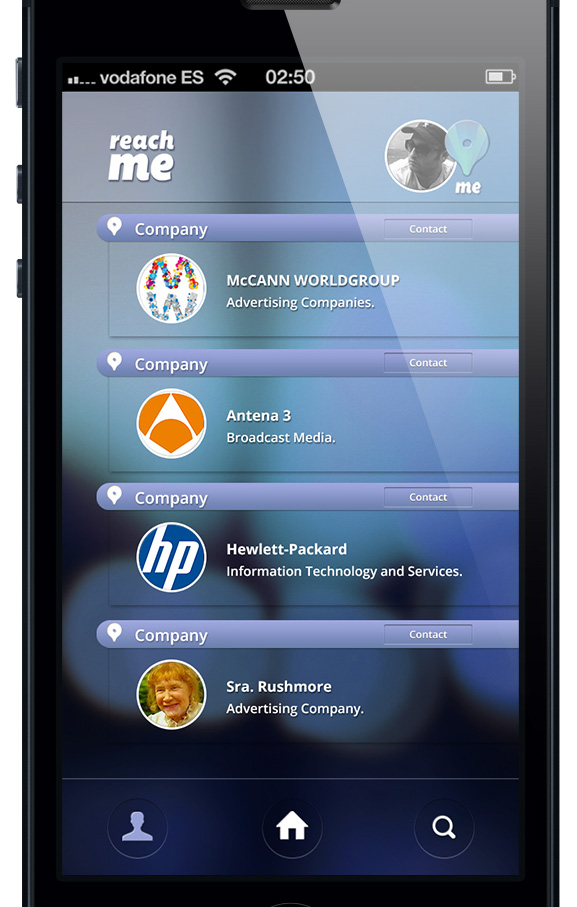 vodafone ES 02:50
reach
me
me
Company Contact
McCANN WORLDGROUP
Advertising Companies.
Company Contact
Antena 3
Broadcast Media.
Company Contact
hp
Hewlett-Packard
Information Technology and Services.
Company Contact
Sra. Rushmore
Advertising Company.